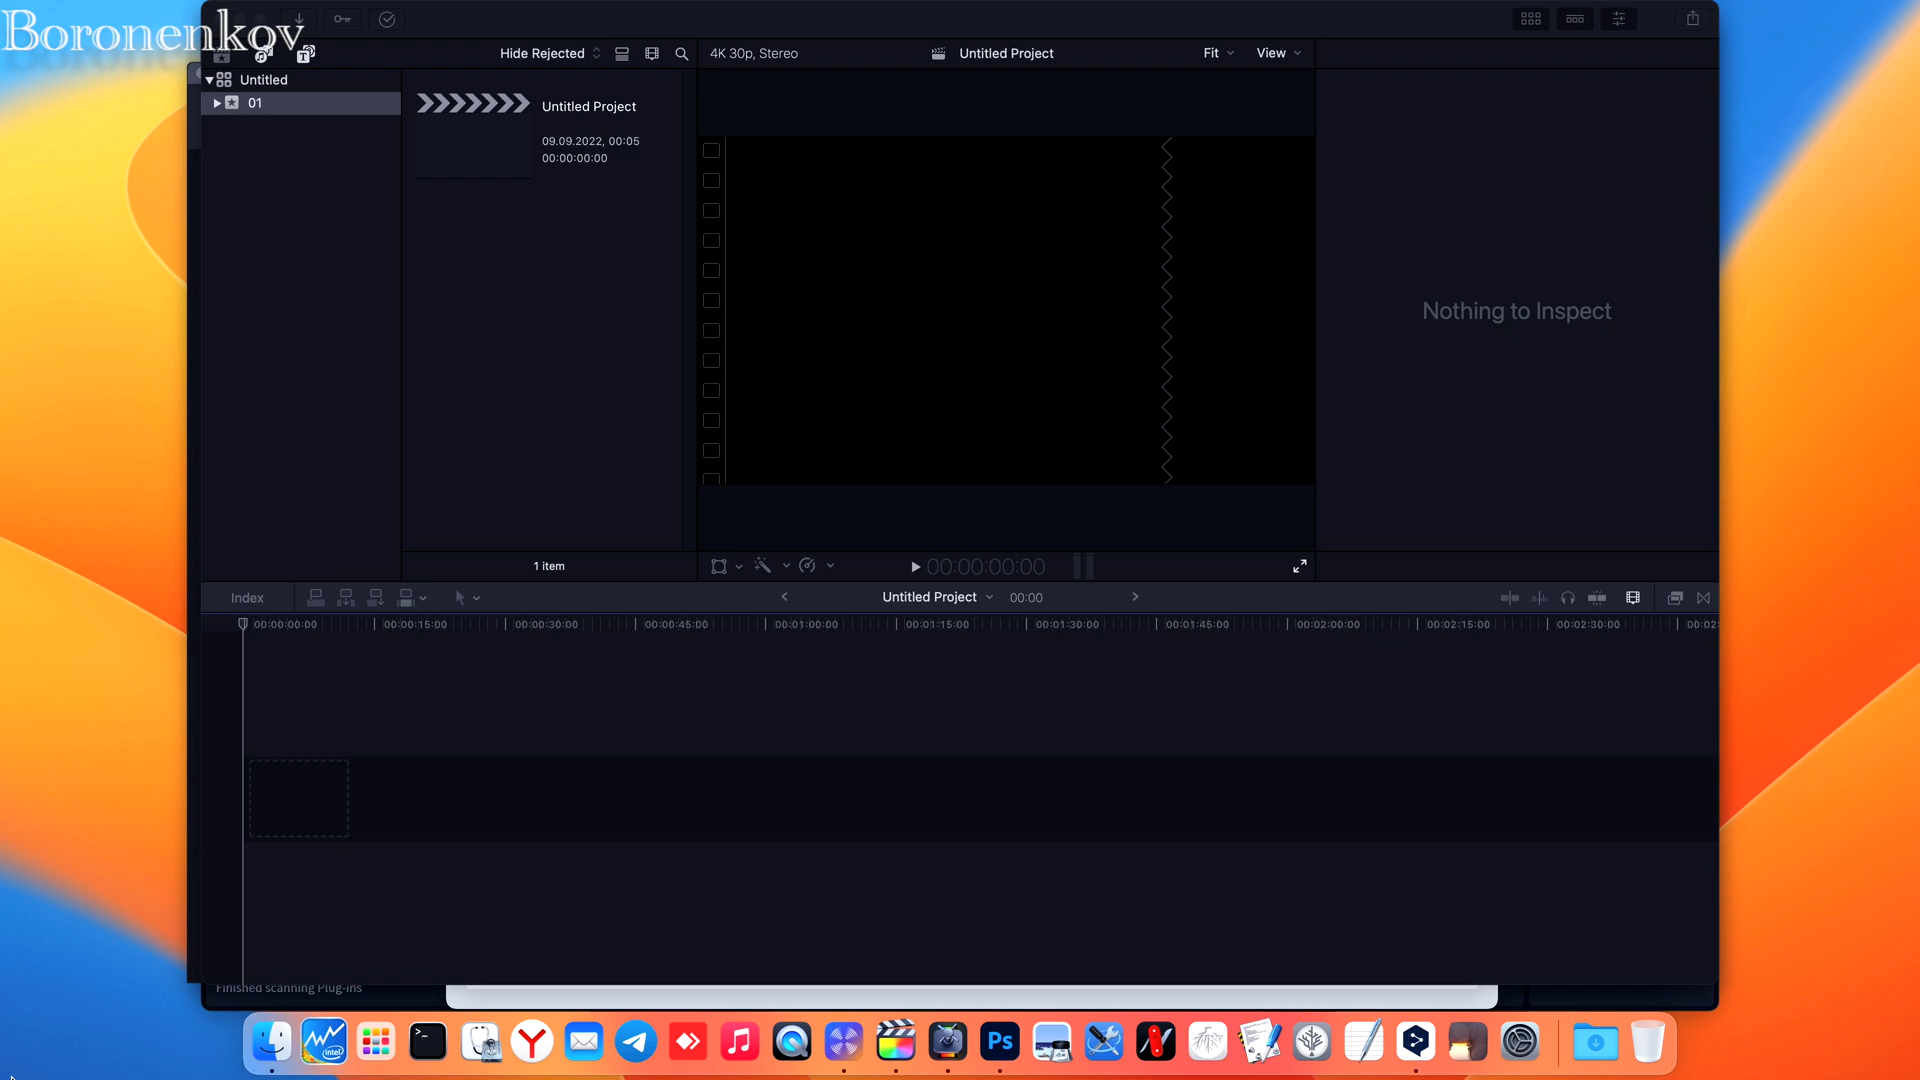 Boronenkov
Hide Rejected
4K 30p, Stereo
Untitled Project
Fit
View
Untitled
01
Untitled Project
09.09.2022, 00:05
00:00:00:00
Nothing to Inspect
1 item
00:00:00:00
Index
Untitled Project
00:00
00:00:00:00
00:00:15:00
00:00:30:00
00:00:45:00
00:01:00:00
00:01:15:00
00:01:30:00
00:01:45:00
00:02:00:00
00:02:15:00
00:02:30:00
00:02:
Finished scanning Plug-ins
intel
Ps